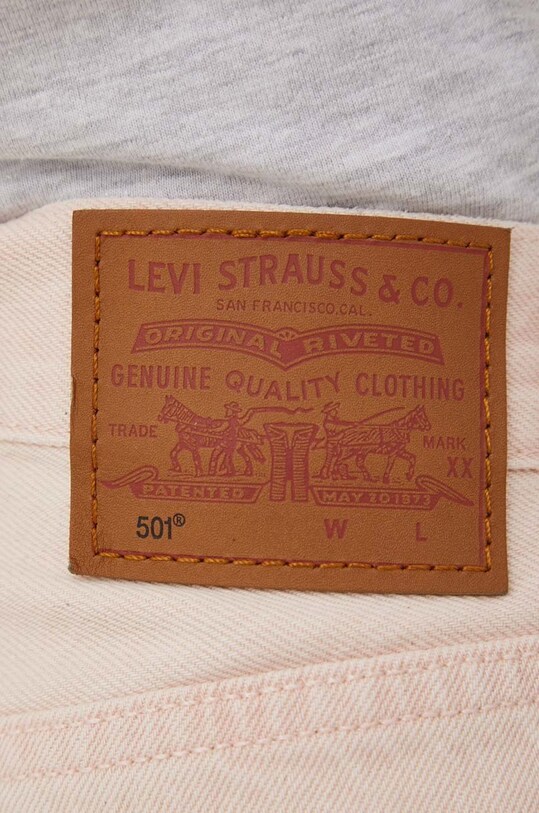 LEVI STRAUSS & CO.
SAN FRANCISCO, CAL.
ORIGINAL RIVETED
GENUINE QUALITY CLOTHING
TRADE MARK
XX
PATENTED MAY 20 1873
501® W L